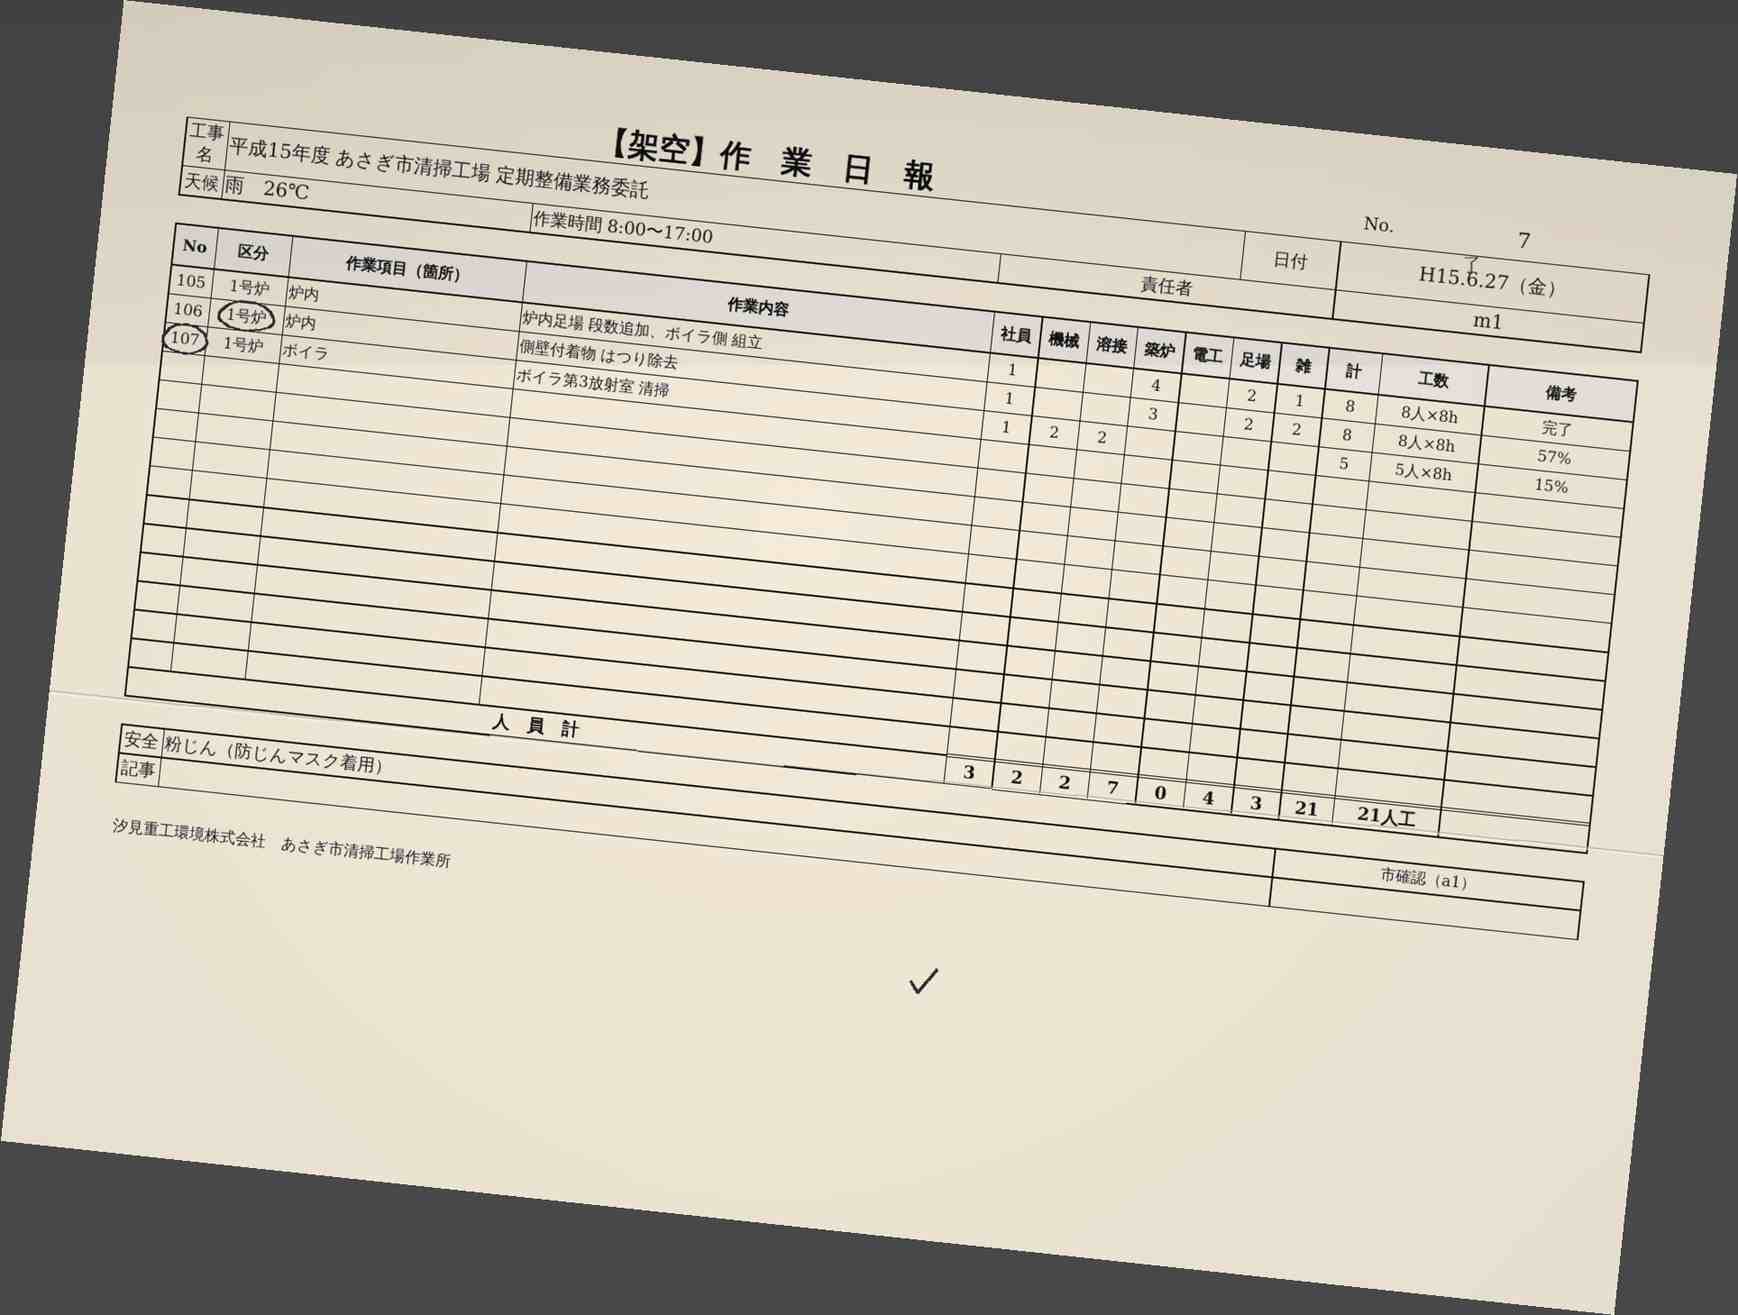 【架空】作 業 日 報
No. 7
工事名 平成15年度 あさぎ市清掃工場 定期整備業務委託 日付 H15.6.27（金）
了
天候 雨 26℃ 作業時間 8:00〜17:00 責任者 m1
No 区分 作業項目（箇所） 作業内容 社員 機械 溶接 築炉 電工 足場 雑 計 工数 備考
105 1号炉 炉内 炉内足場 段数追加、ボイラ側 組立 1 4 2 1 8 8人×8h 完了
106 1号炉 炉内 側壁付着物 はつり除去 1 3 2 2 8 8人×8h 57%
107 1号炉 ボイラ ボイラ第3放射室 清掃 1 2 2 5 5人×8h 15%
人 員 計 3 2 2 7 0 4 3 21 21人工
安全 粉じん（防じんマスク着用） 市確認（a1）
記事
汐見重工環境株式会社 あさぎ市清掃工場作業所